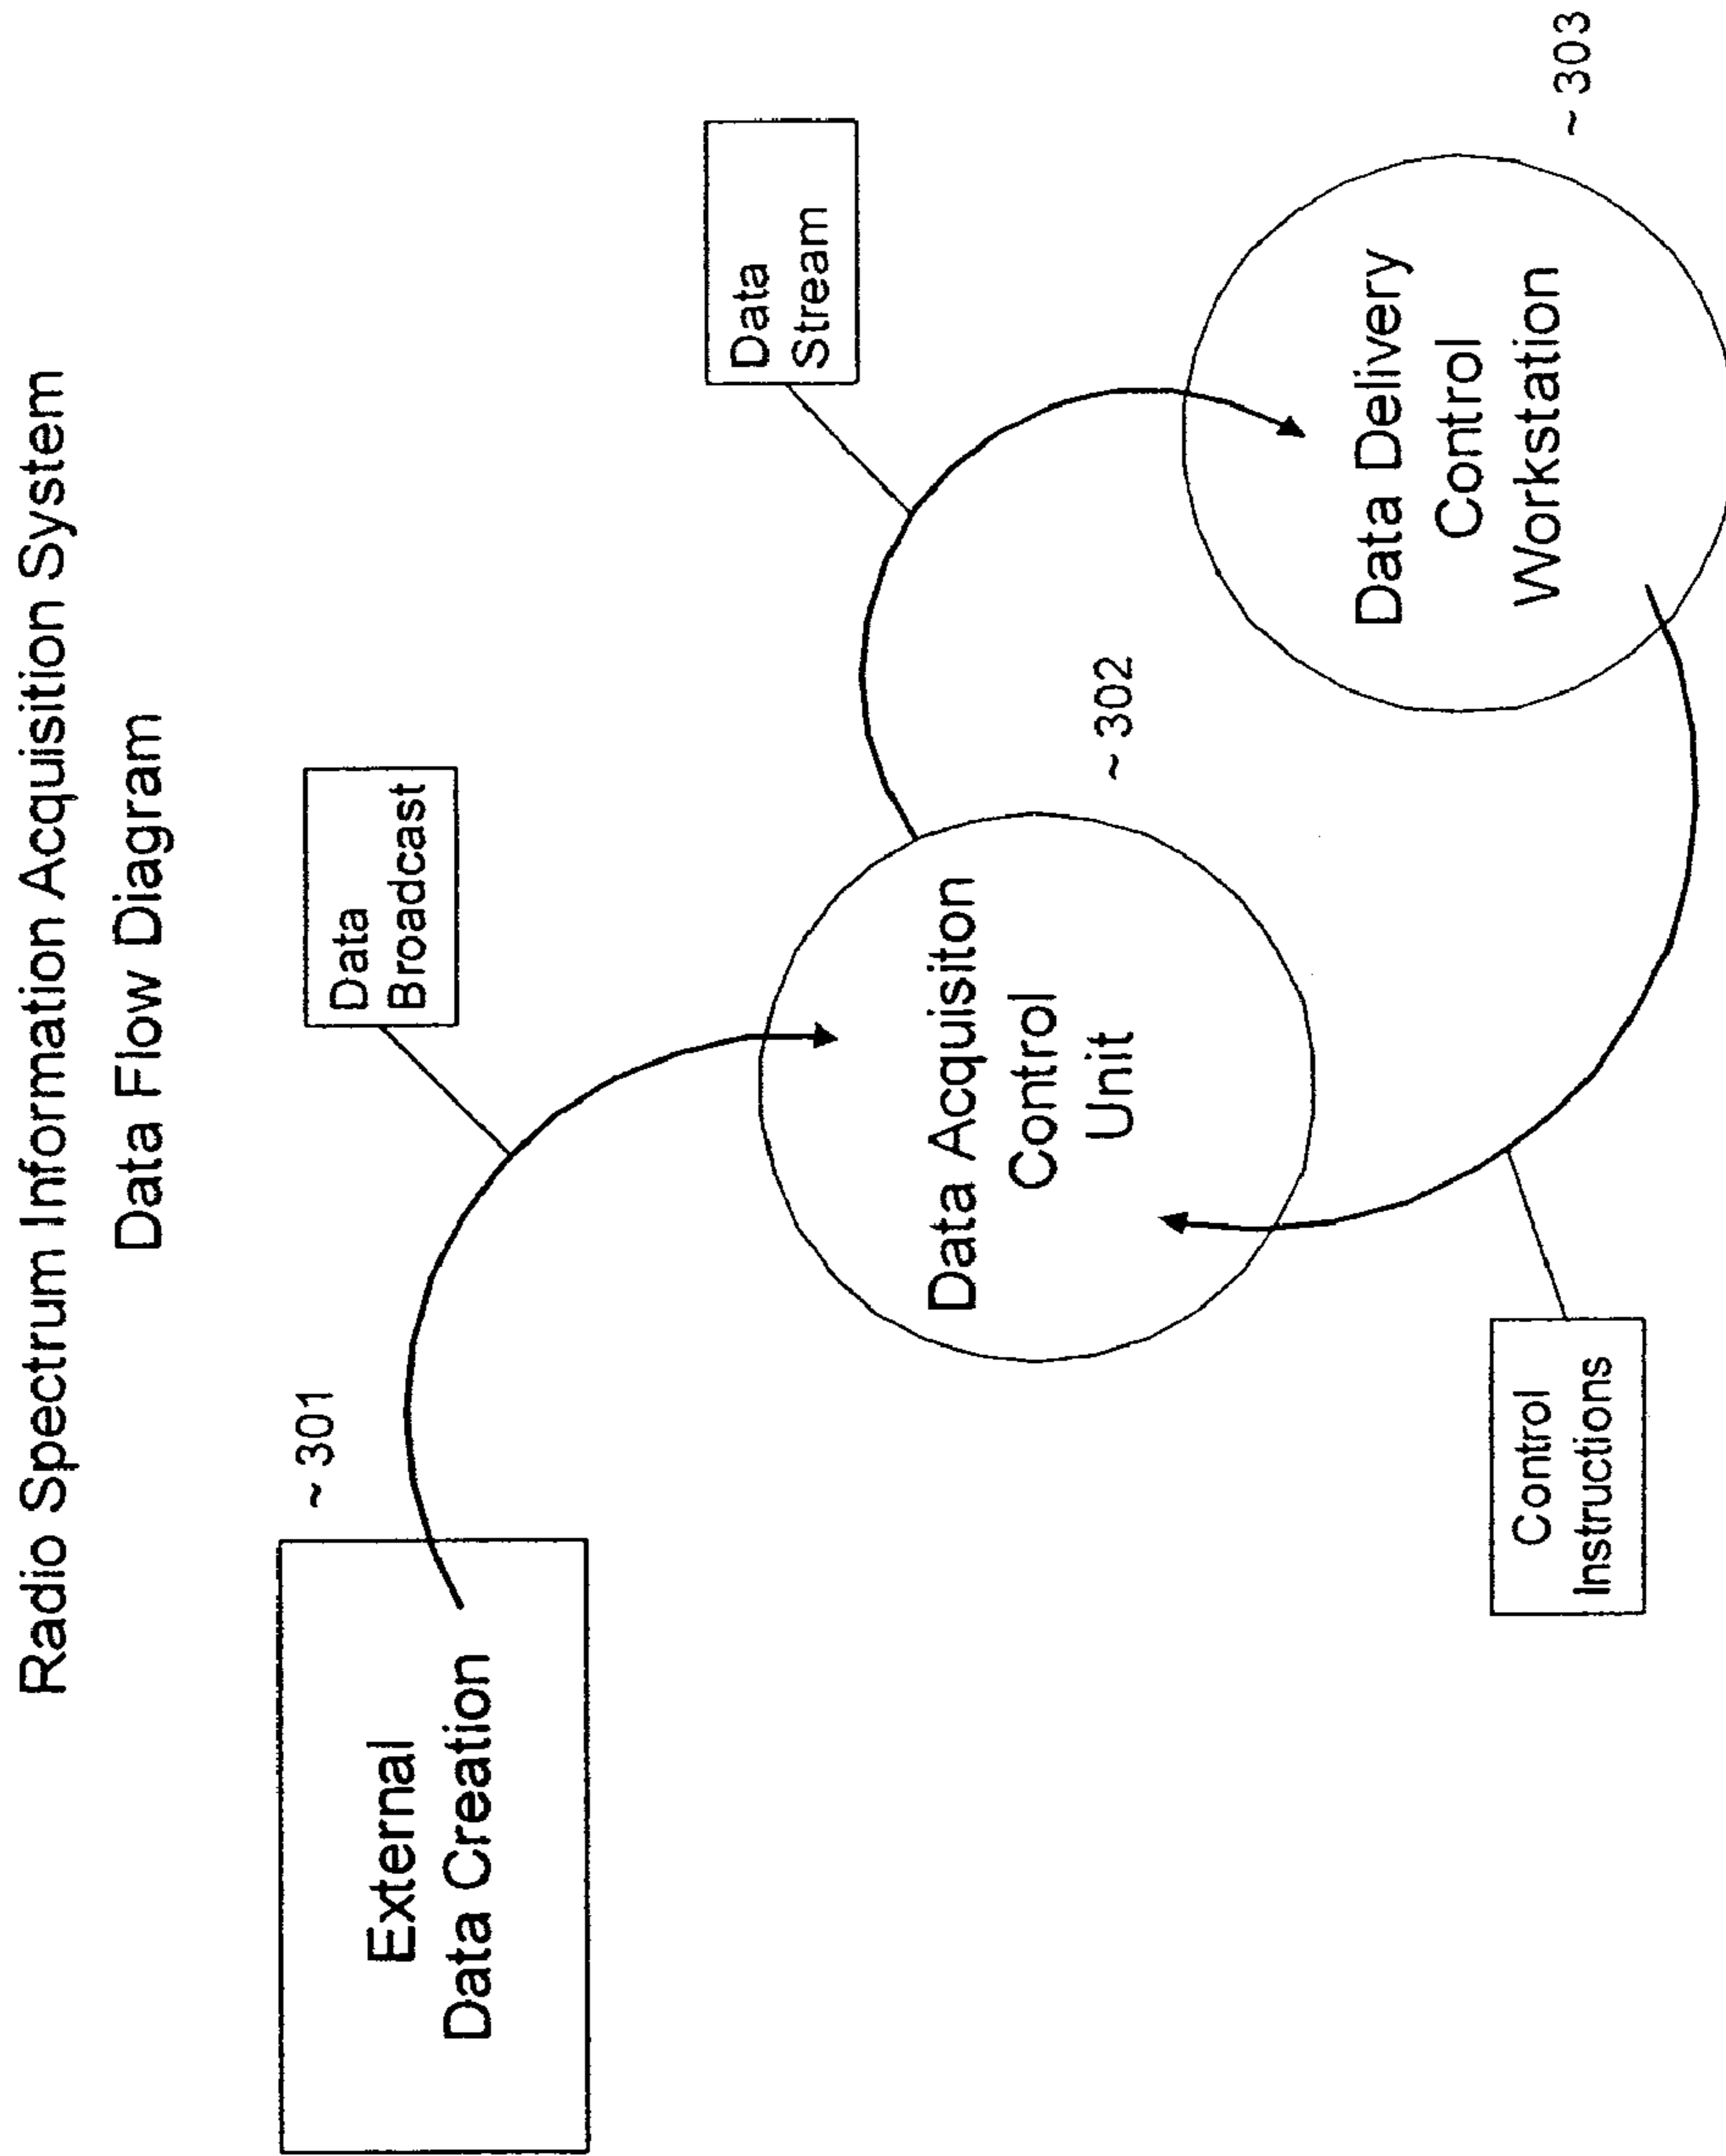 Radio Spectrum Information Acquisition System
Data Flow Diagram
~ 301
External
Data Creation
Data
Broadcast
Data Acquisiton
Control
Unit
~ 302
Data
Stream
Data Delivery
Control
Workstation
~ 303
Control
Instructions